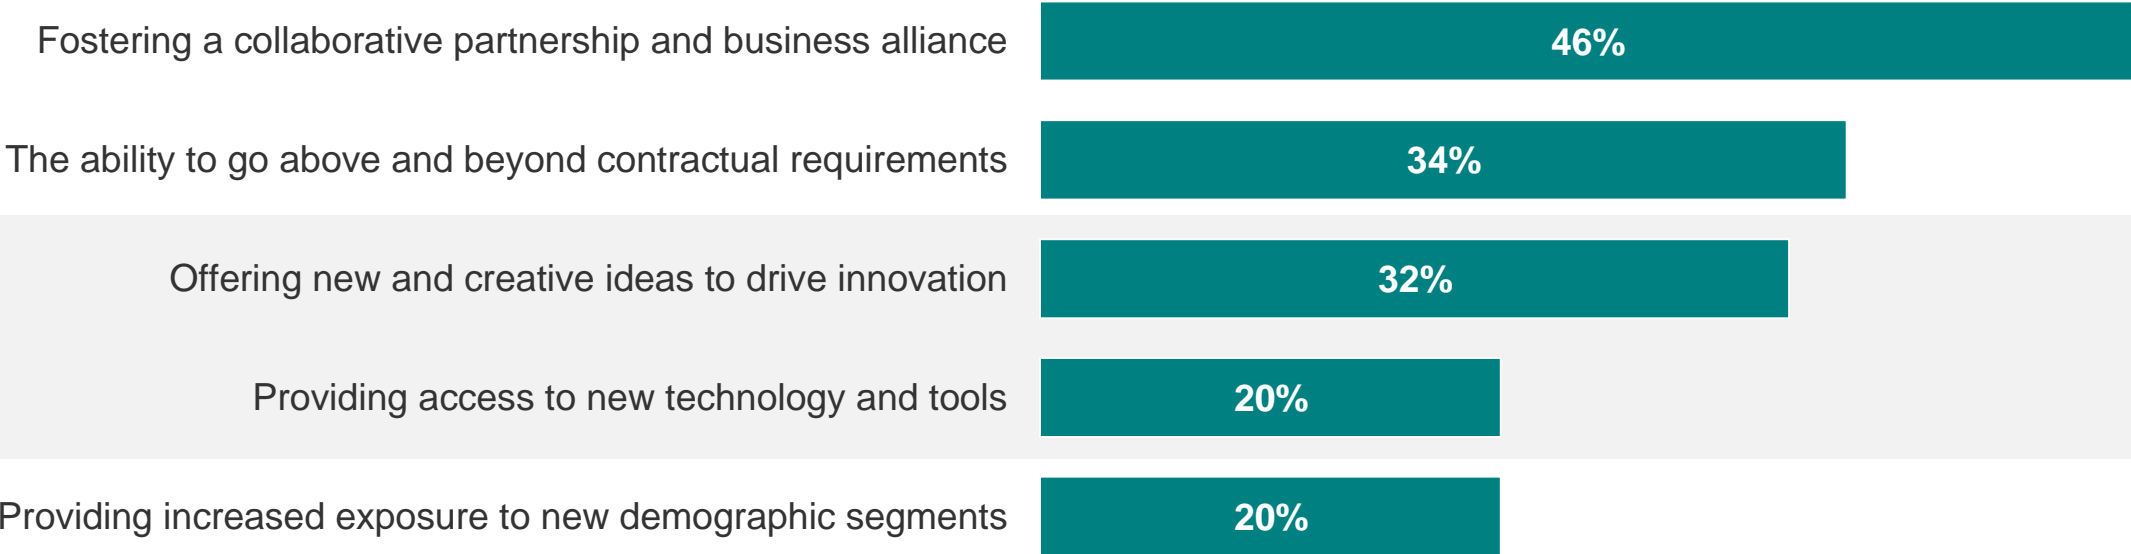 Fostering a collaborative partnership and business alliance 46%
The ability to go above and beyond contractual requirements 34%
Offering new and creative ideas to drive innovation 32%
Providing access to new technology and tools 20%
Providing increased exposure to new demographic segments 20%